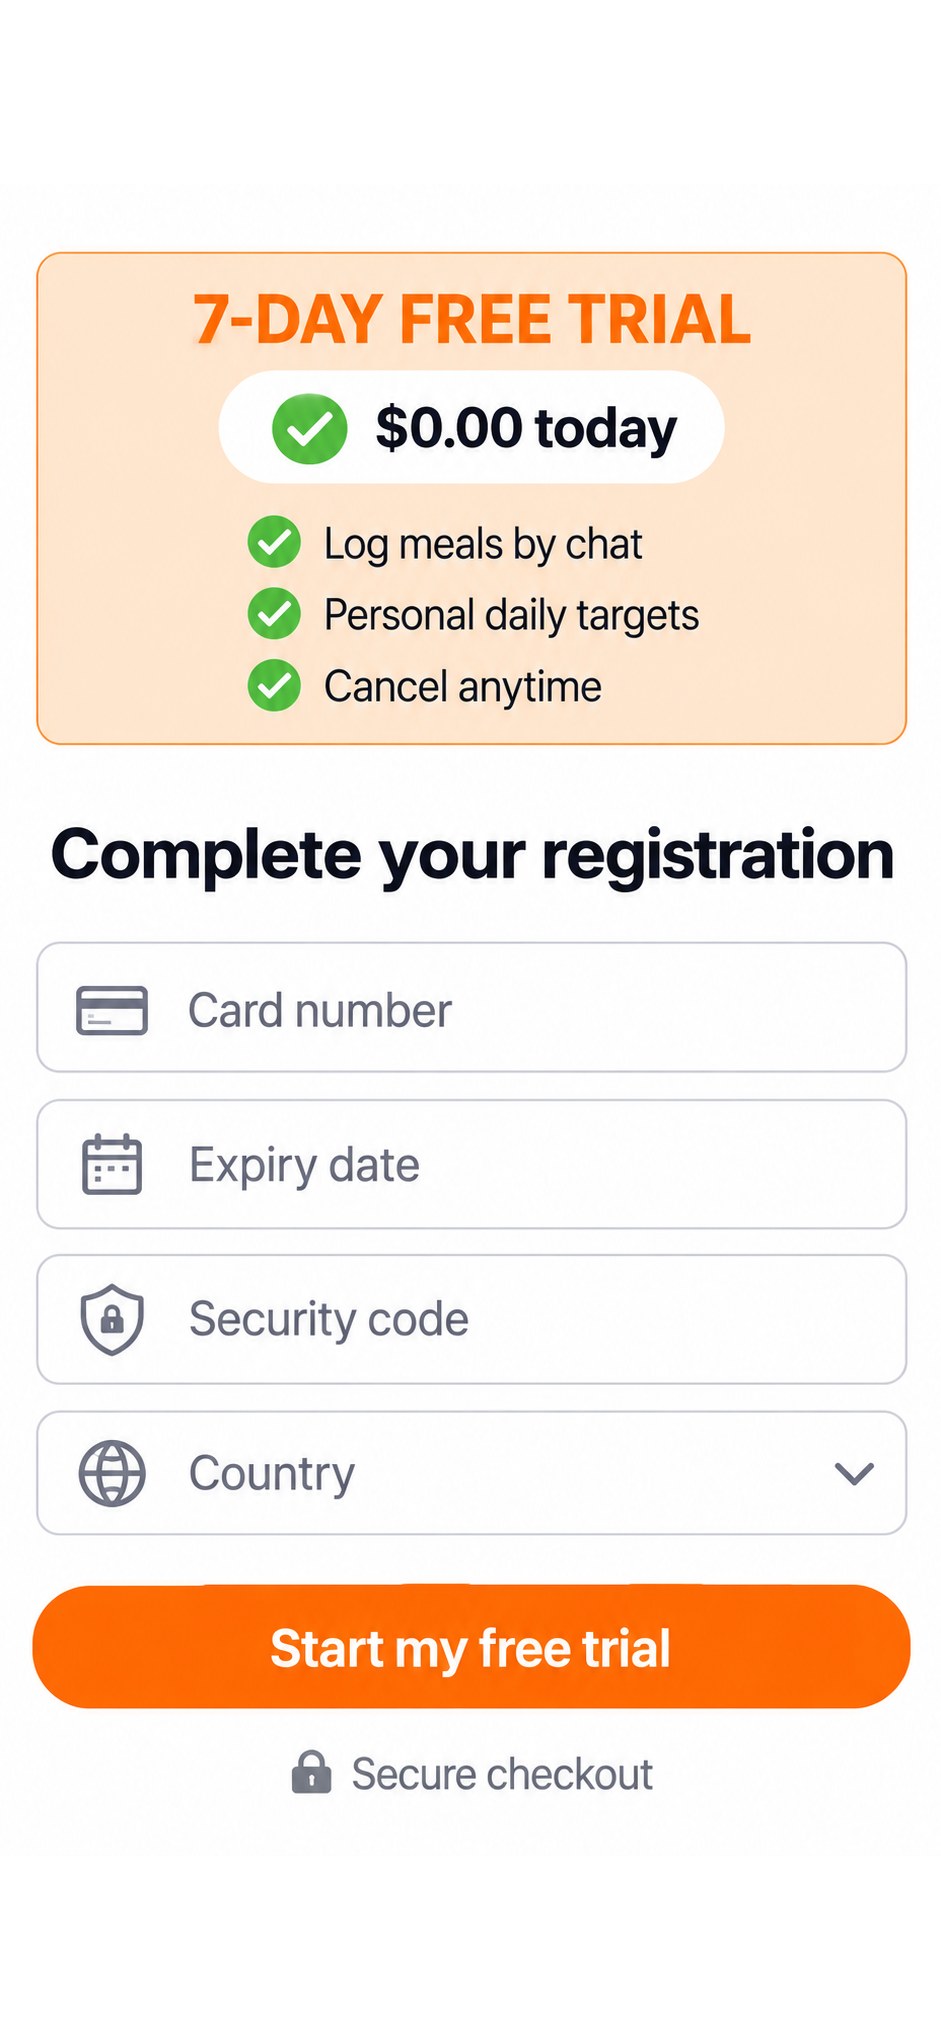 7-DAY FREE TRIAL
$0.00 today
Log meals by chat
Personal daily targets
Cancel anytime
Complete your registration
Card number
Expiry date
Security code
Country
Start my free trial
Secure checkout